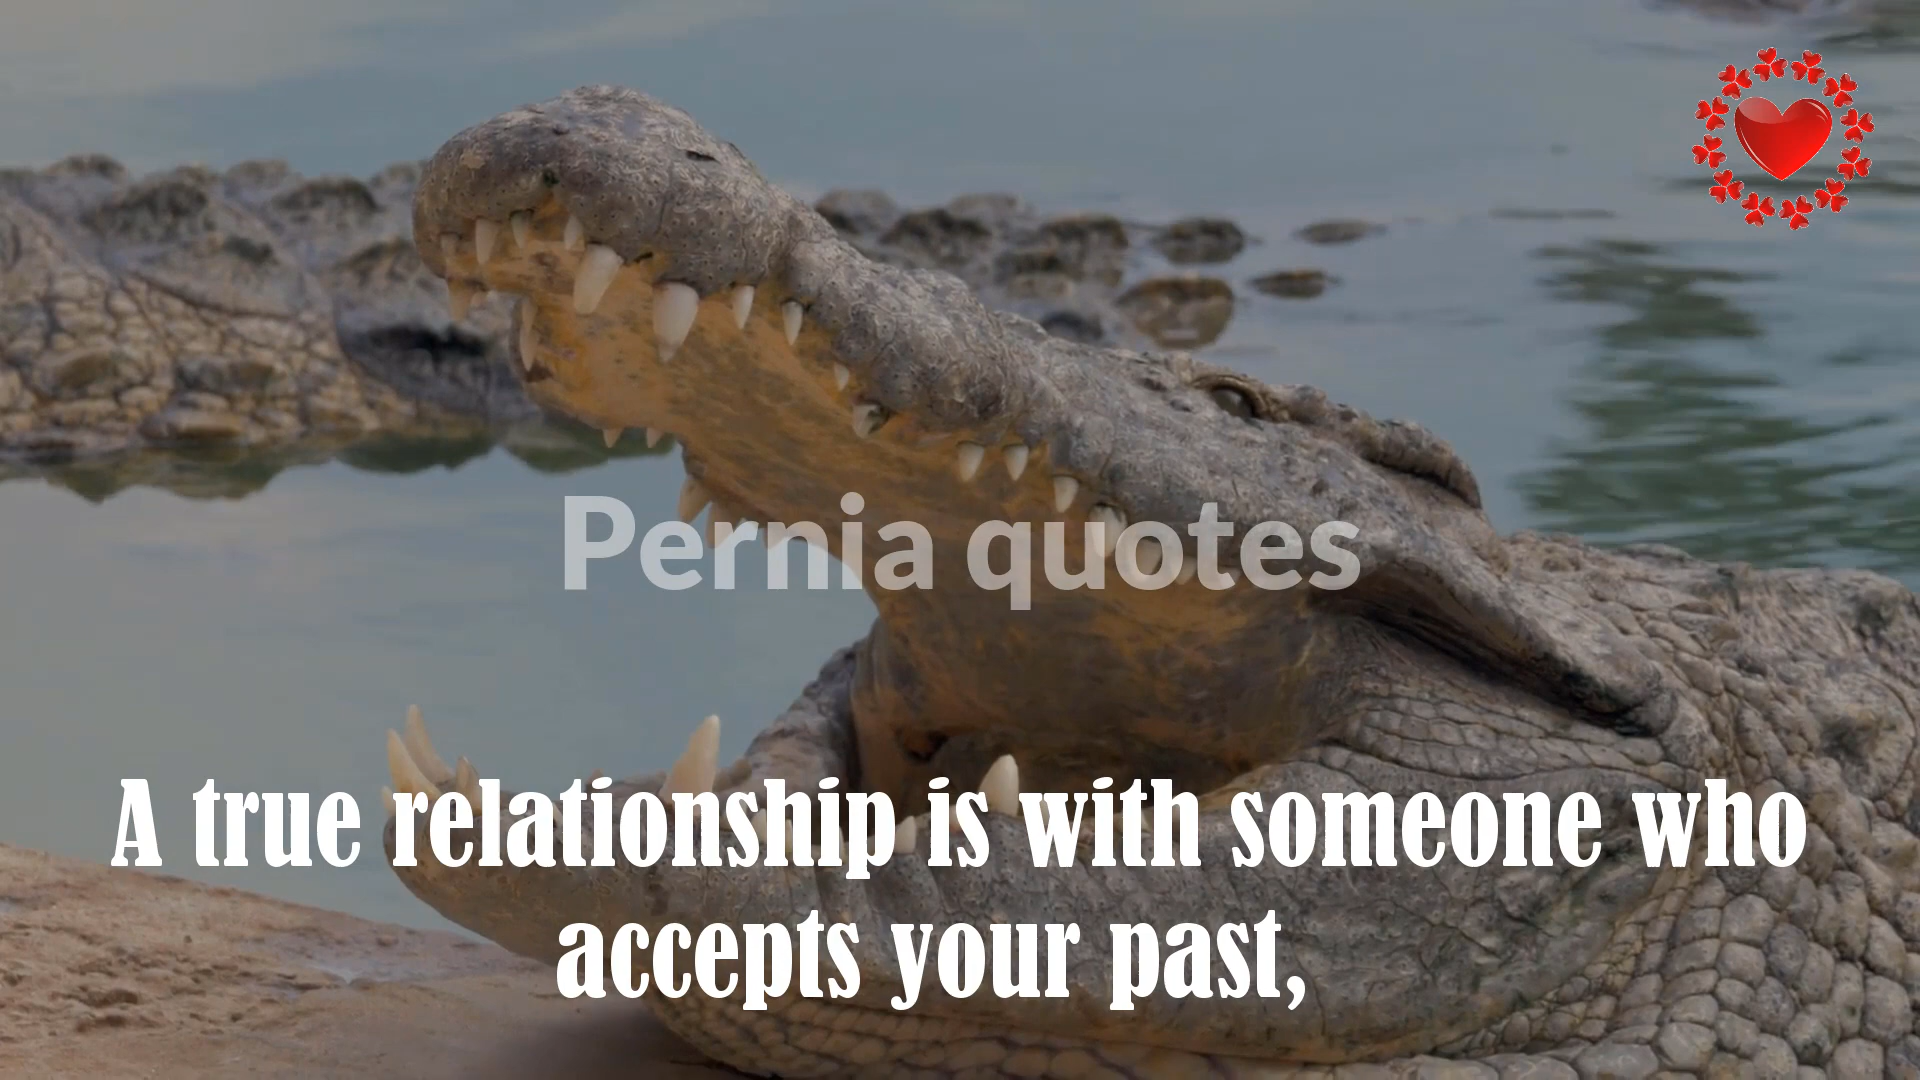 Pernia quotes
A true relationship is with someone who
accepts your past,